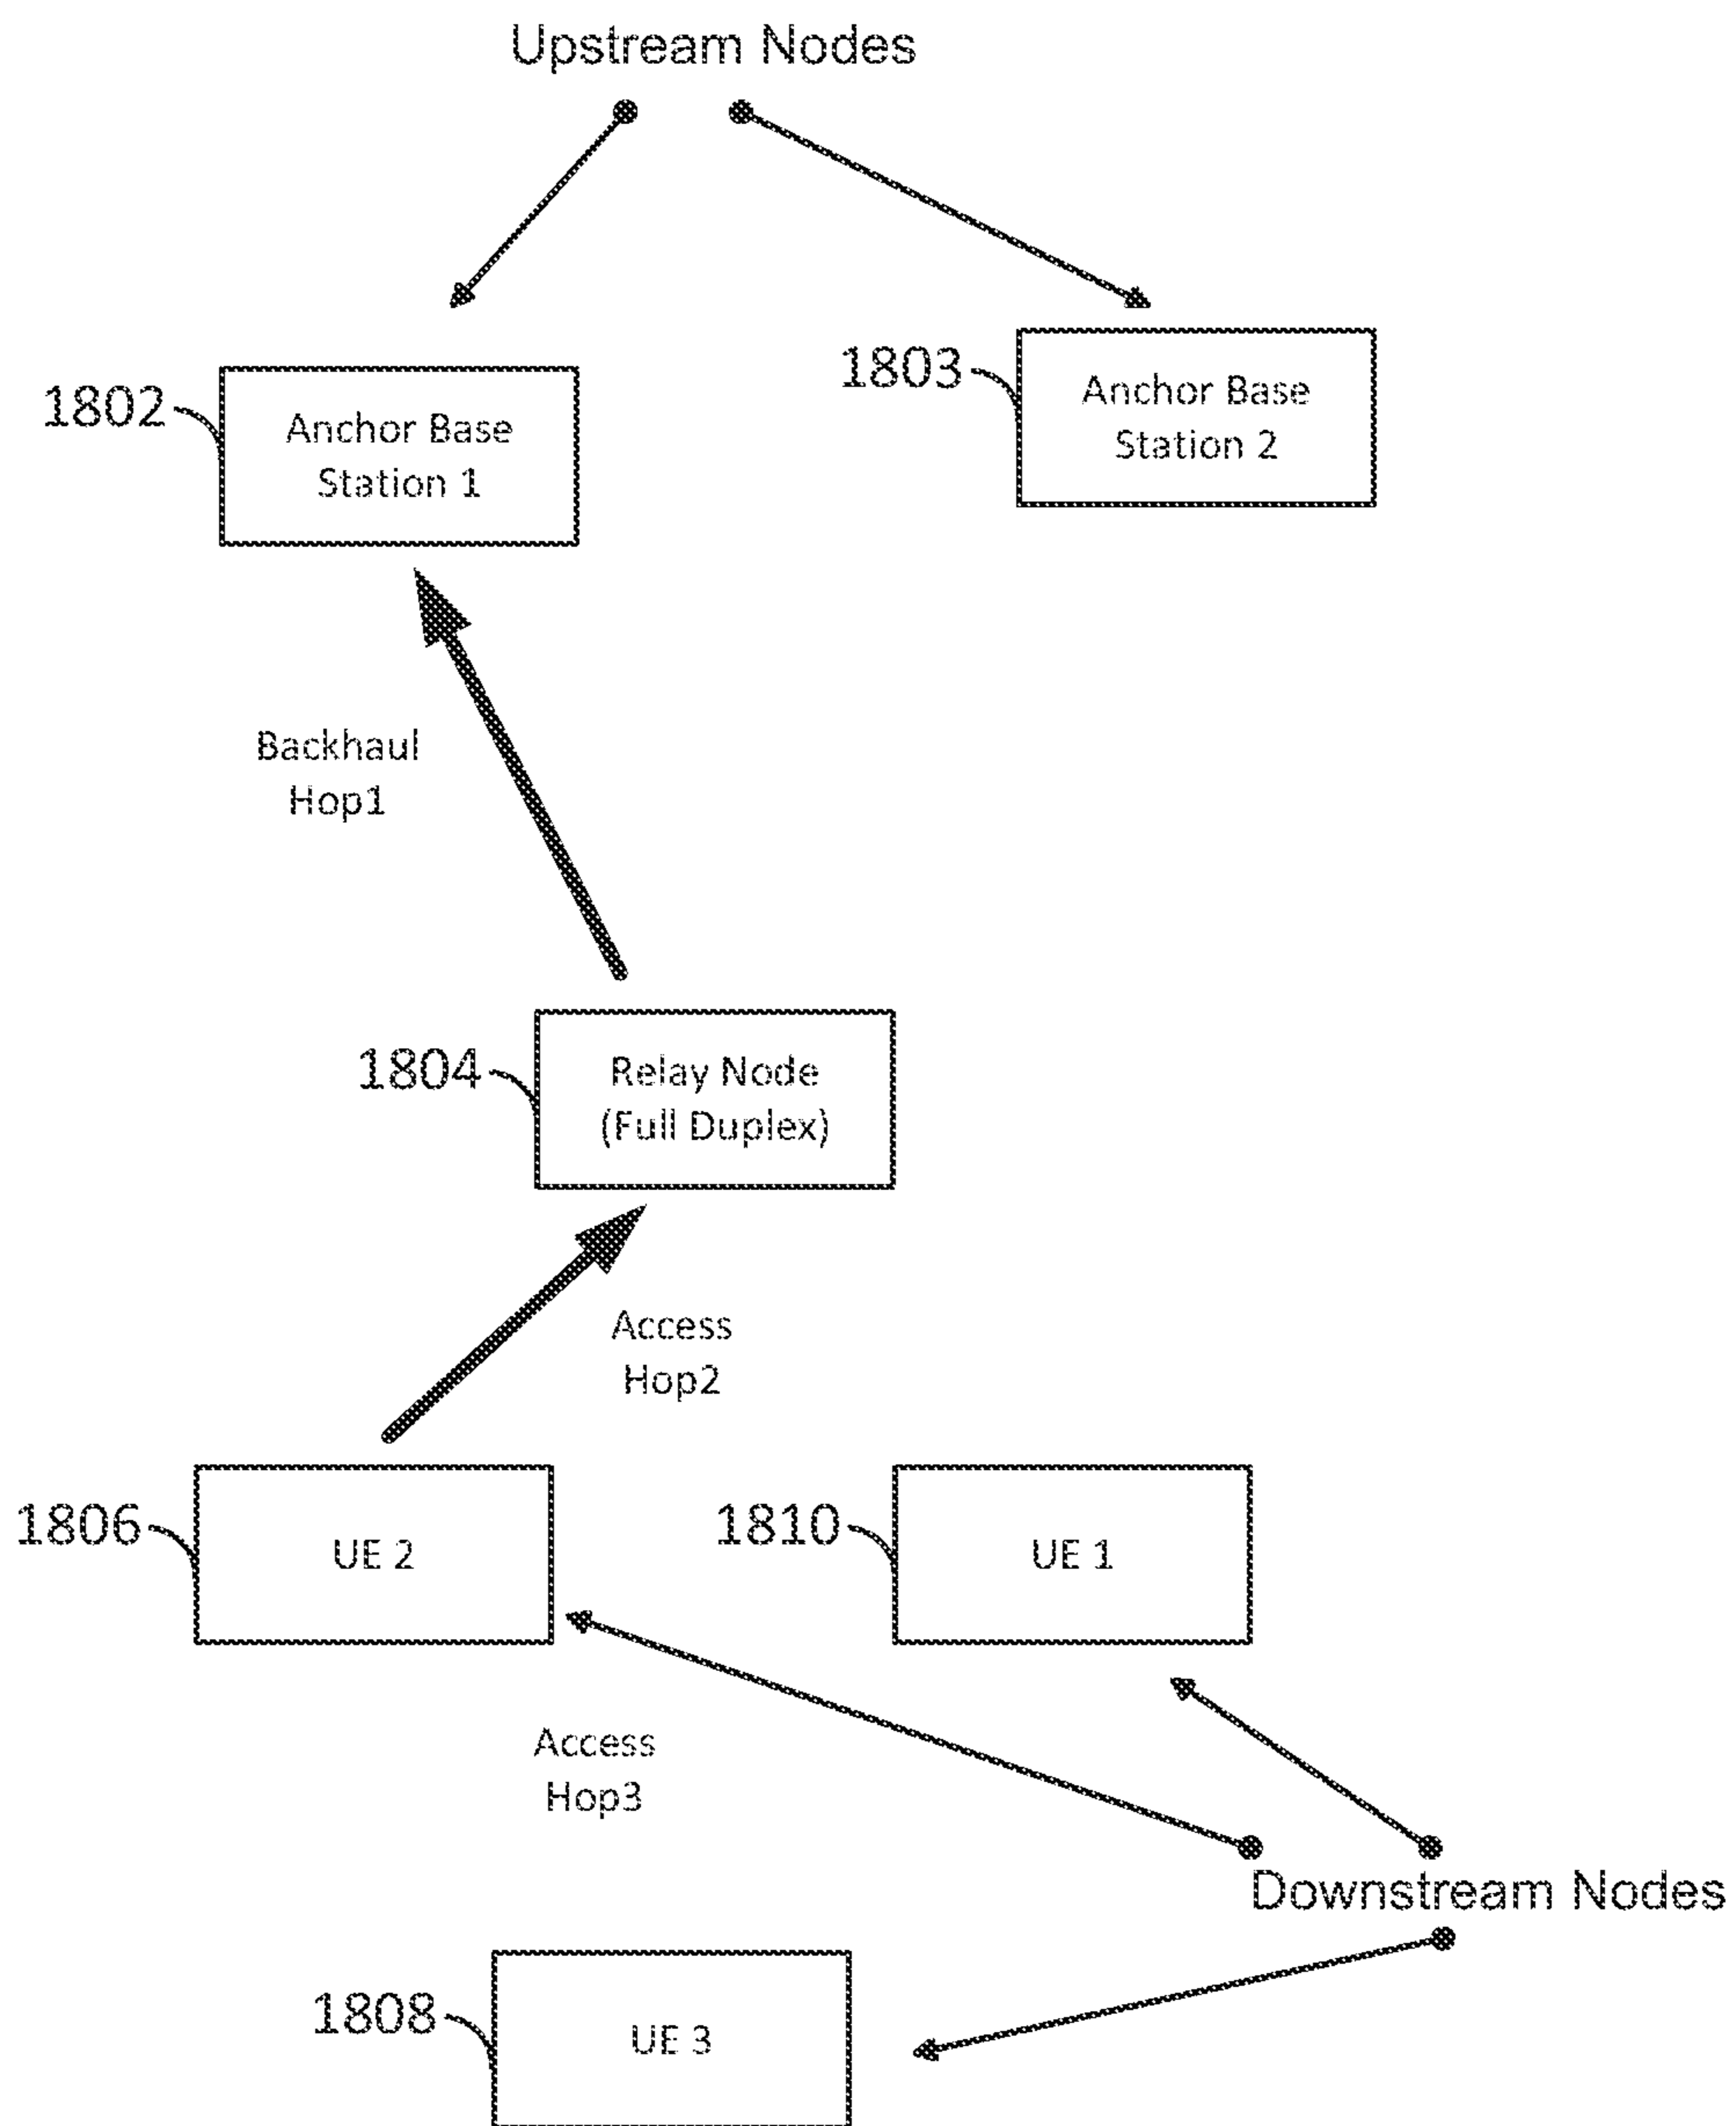 Upstream Nodes
1802
Anchor Base
Station 1
1803
Anchor Base
Station 2
Backhaul
Hop1
1804
Relay Node
(Full Duplex)
Access
Hop2
1806
UE 2
1810
UE 1
Access
Hop3
Downstream Nodes
1808
UE 3